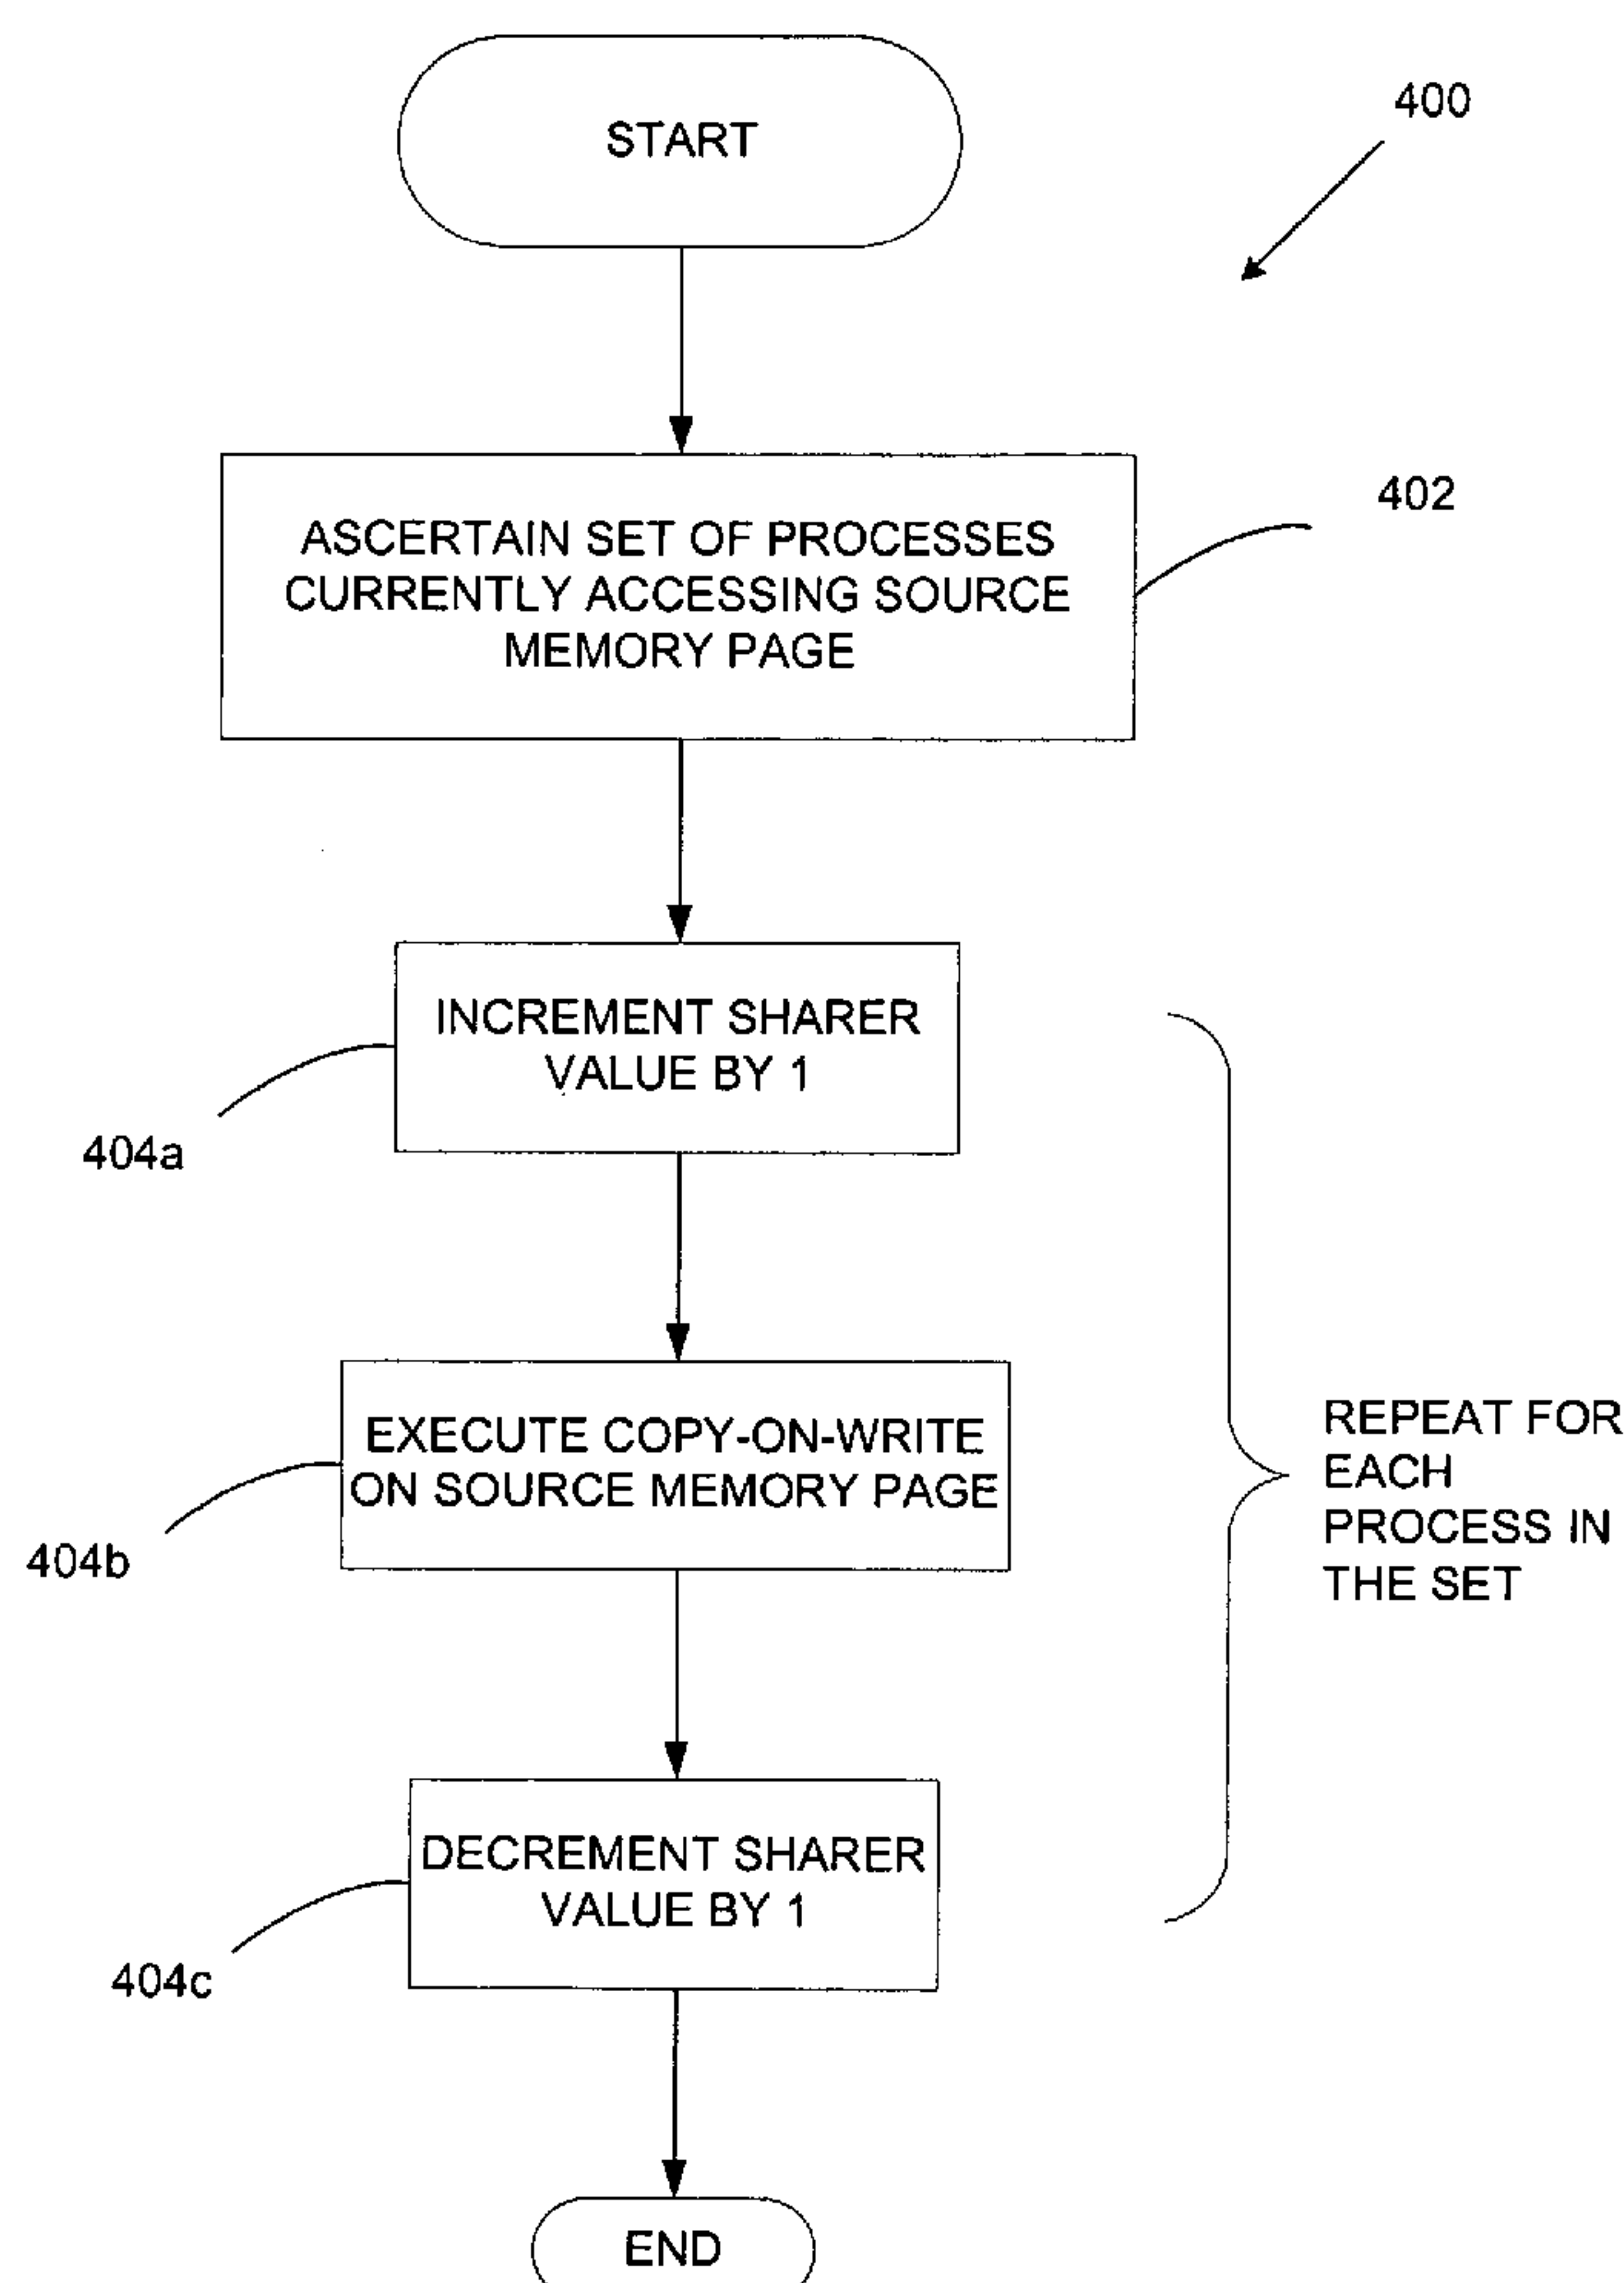 START
400
ASCERTAIN SET OF PROCESSES
CURRENTLY ACCESSING SOURCE
MEMORY PAGE
402
INCREMENT SHARER
VALUE BY 1
404a
EXECUTE COPY-ON-WRITE
ON SOURCE MEMORY PAGE
404b
REPEAT FOR
EACH
PROCESS IN
THE SET
DECREMENT SHARER
VALUE BY 1
404c
END